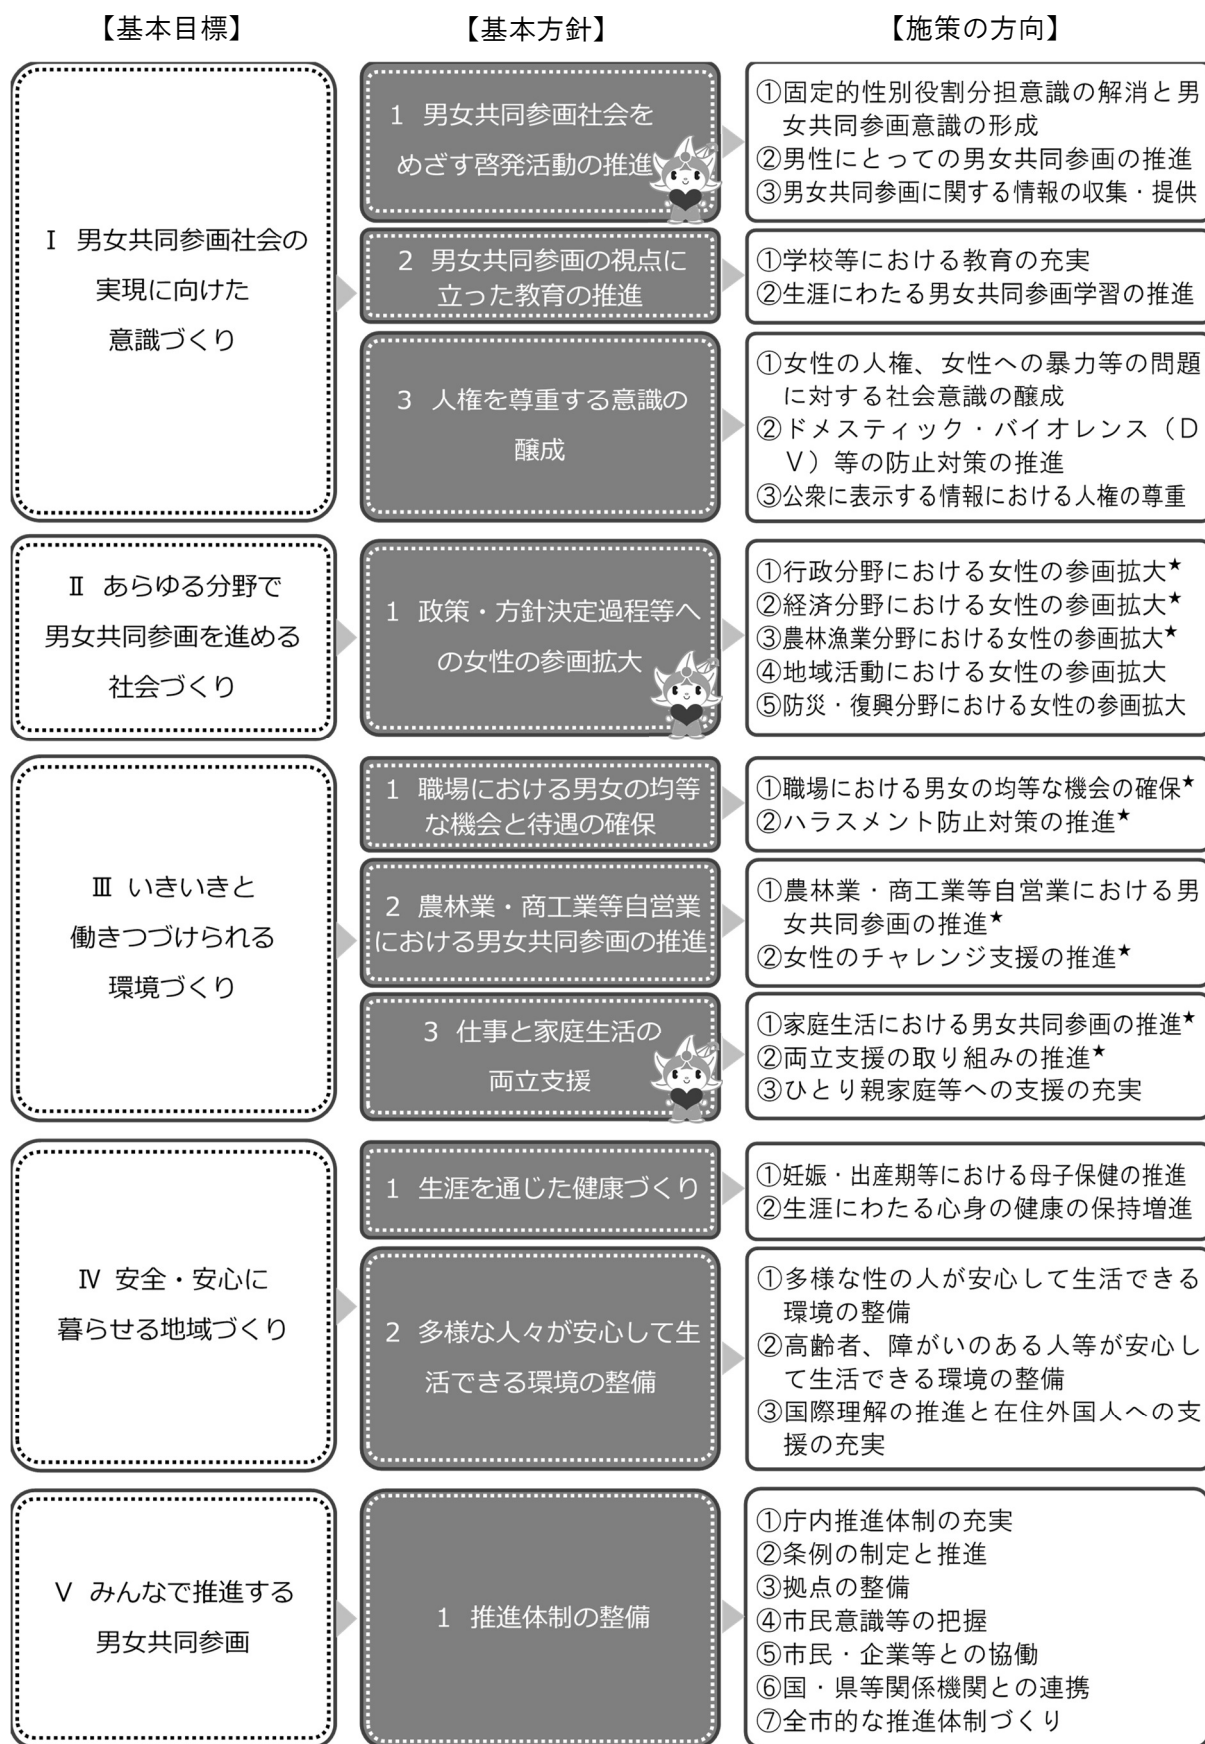 【基本目標】
【基本方針】
【施策の方向】
Ⅰ 男女共同参画社会の
実現に向けた
意識づくり
1 男女共同参画社会を
めざす啓発活動の推進
①固定的性別役割分担意識の解消と男
女共同参画意識の形成
②男性にとっての男女共同参画の推進
③男女共同参画に関する情報の収集・提供
2 男女共同参画の視点に
立った教育の推進
①学校等における教育の充実
②生涯にわたる男女共同参画学習の推進
3 人権を尊重する意識の
醸成
①女性の人権、女性への暴力等の問題
に対する社会意識の醸成
②ドメスティック・バイオレンス（D
V）等の防止対策の推進
③公衆に表示する情報における人権の尊重
Ⅱ あらゆる分野で
男女共同参画を進める
社会づくり
1 政策・方針決定過程等へ
の女性の参画拡大
①行政分野における女性の参画拡大★
②経済分野における女性の参画拡大★
③農林漁業分野における女性の参画拡大★
④地域活動における女性の参画拡大
⑤防災・復興分野における女性の参画拡大
Ⅲ いきいきと
働きつづけられる
環境づくり
1 職場における男女の均等
な機会と待遇の確保
①職場における男女の均等な機会の確保★
②ハラスメント防止対策の推進★
2 農林業・商工業等自営業
における男女共同参画の推進
①農林業・商工業等自営業における男
女共同参画の推進★
②女性のチャレンジ支援の推進★
3 仕事と家庭生活の
両立支援
①家庭生活における男女共同参画の推進★
②両立支援の取り組みの推進★
③ひとり親家庭等への支援の充実
Ⅳ 安全・安心に
暮らせる地域づくり
1 生涯を通じた健康づくり
①妊娠・出産期等における母子保健の推進
②生涯にわたる心身の健康の保持増進
2 多様な人々が安心して生
活できる環境の整備
①多様な性の人が安心して生活できる
環境の整備
②高齢者、障がいのある人等が安心し
て生活できる環境の整備
③国際理解の推進と在住外国人への支
援の充実
Ⅴ みんなで推進する
男女共同参画
1 推進体制の整備
①庁内推進体制の充実
②条例の制定と推進
③拠点の整備
④市民意識等の把握
⑤市民・企業等との協働
⑥国・県等関係機関との連携
⑦全市的な推進体制づくり